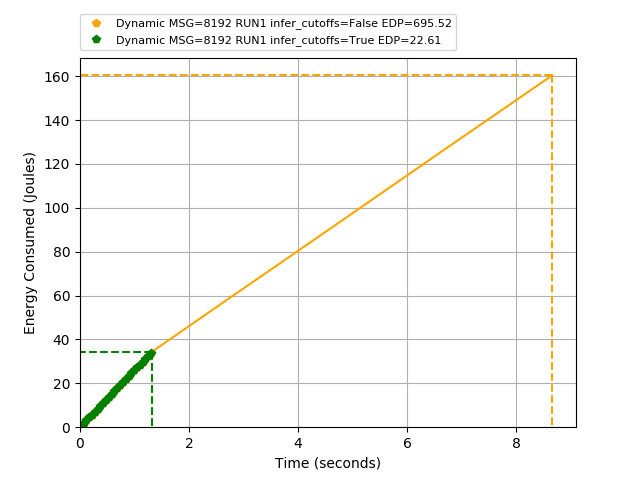 Dynamic MSG=8192 RUN1 infer_cutoffs=False EDP=695.52
Dynamic MSG=8192 RUN1 infer_cutoffs=True EDP=22.61
160
140
120
100
80
60
40
20
0
Energy Consumed (Joules)
0 2 4 6 8
Time (seconds)